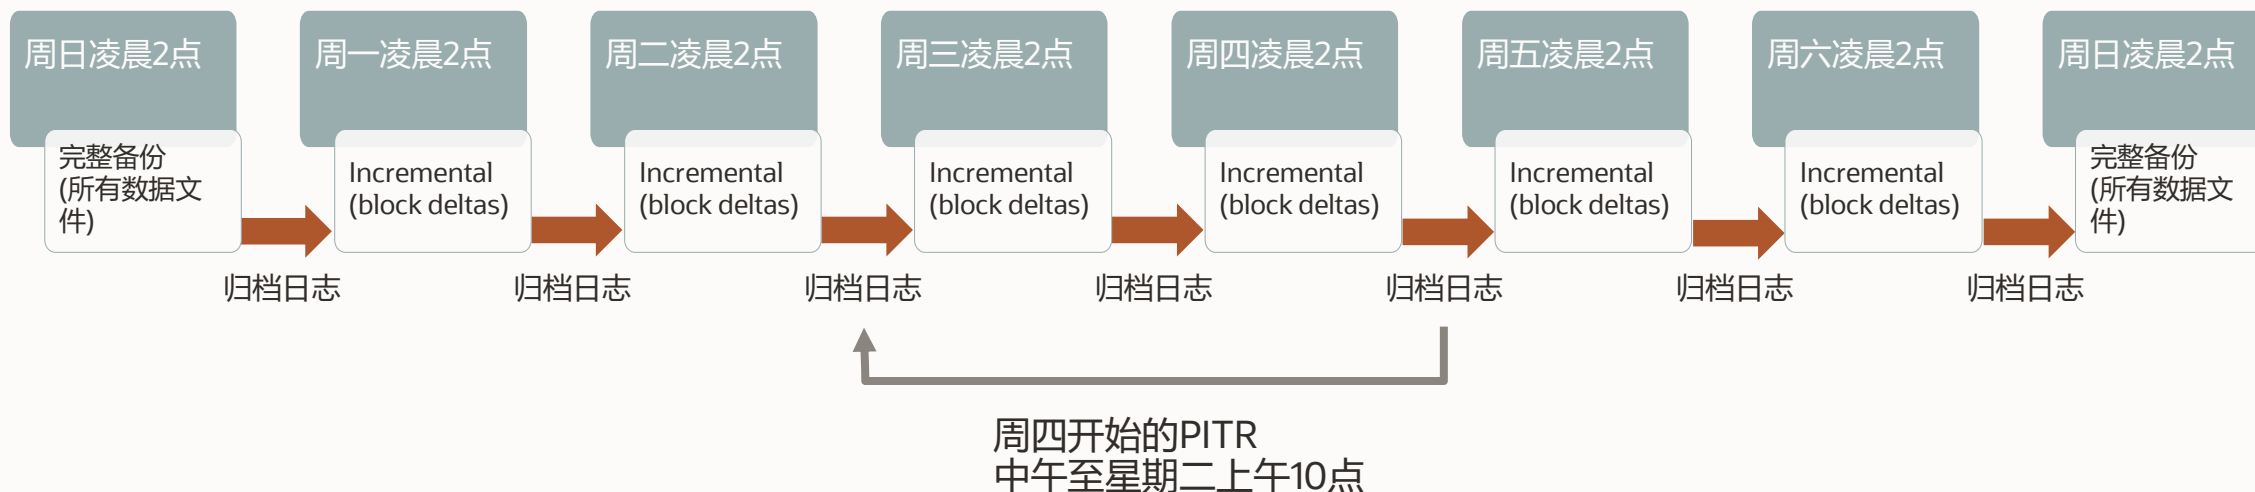 周日凌晨2点
周一凌晨2点
周二凌晨2点
周三凌晨2点
周四凌晨2点
周五凌晨2点
周六凌晨2点
周日凌晨2点
完整备份
(所有数据文
件)
Incremental
(block deltas)
Incremental
(block deltas)
Incremental
(block deltas)
Incremental
(block deltas)
Incremental
(block deltas)
Incremental
(block deltas)
完整备份
(所有数据文
件)
归档日志
归档日志
归档日志
归档日志
归档日志
归档日志
归档日志
周四开始的PITR
中午至星期二上午10点